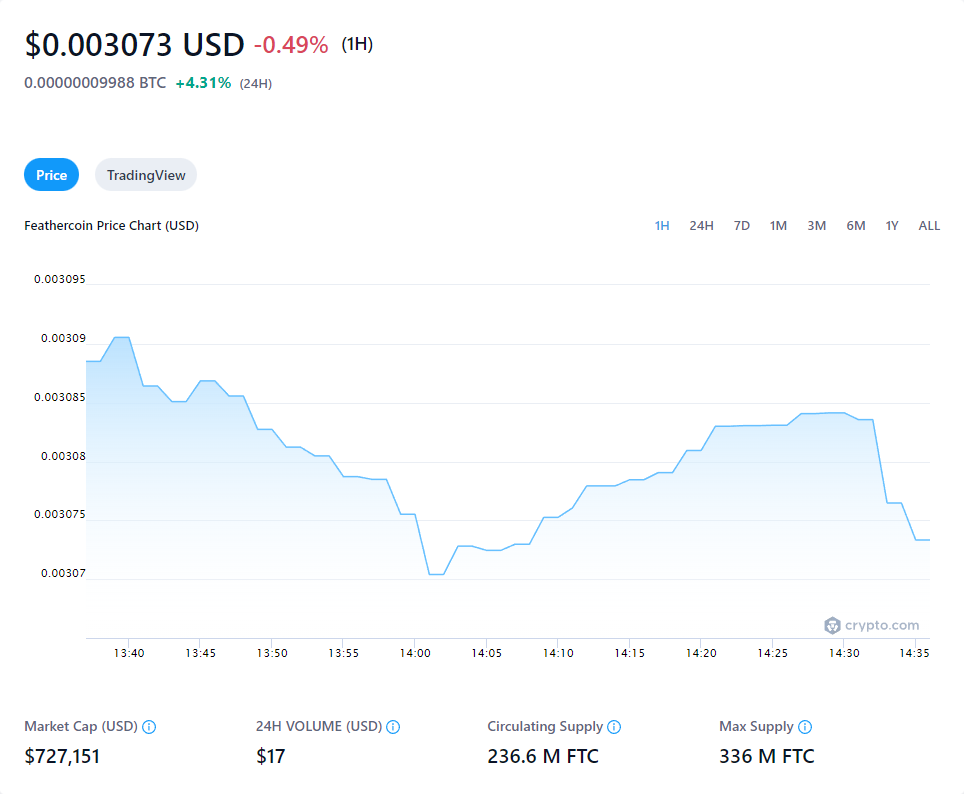 $0.003073 USD -0.49% (1H)
0.00000009988 BTC +4.31% (24H)
Price TradingView
Feathercoin Price Chart (USD) 1H 24H 7D 1M 3M 6M 1Y ALL
0.003095
0.00309
0.003085
0.00308
0.003075
0.00307
crypto.com
13:40 13:45 13:50 13:55 14:00 14:05 14:10 14:15 14:20 14:25 14:30 14:35
Market Cap (USD) 24H VOLUME (USD) Circulating Supply Max Supply
$727,151 $17 236.6 M FTC 336 M FTC